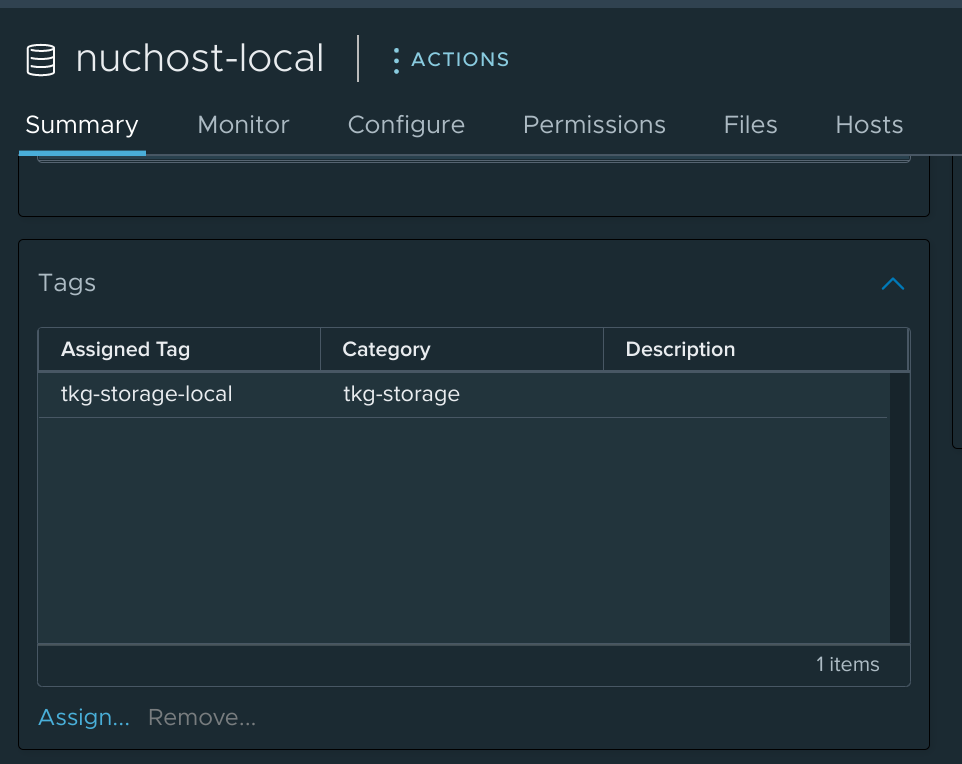 nuchost-local ACTIONS
Summary Monitor Configure Permissions Files Hosts
Tags
Assigned Tag Category Description
tkg-storage-local tkg-storage
1 items
Assign... Remove...